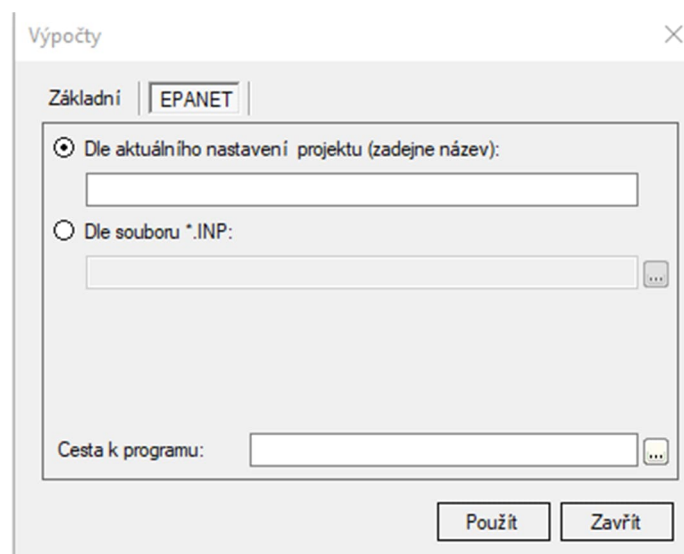 Výpočty
Základní EPANET
Dle aktuálního nastavení projektu (zadejne název):
Dle souboru *.INP:
...
Cesta k programu:
...
Použít Zavřít